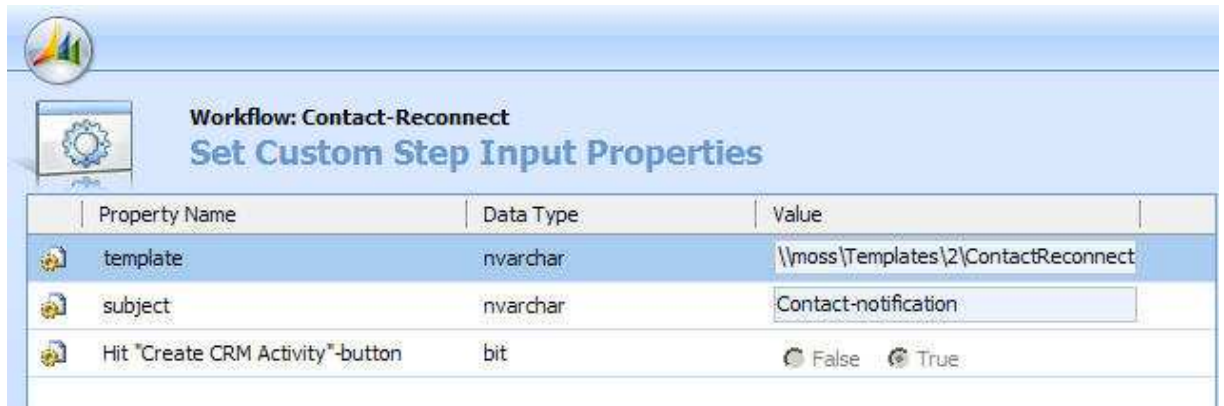 Workflow: Contact-Reconnect
Set Custom Step Input Properties
Property Name Data Type Value
template nvarchar \\moss\Templates\2\ContactReconnect
subject nvarchar Contact-notification
Hit "Create CRM Activity"-button bit False True